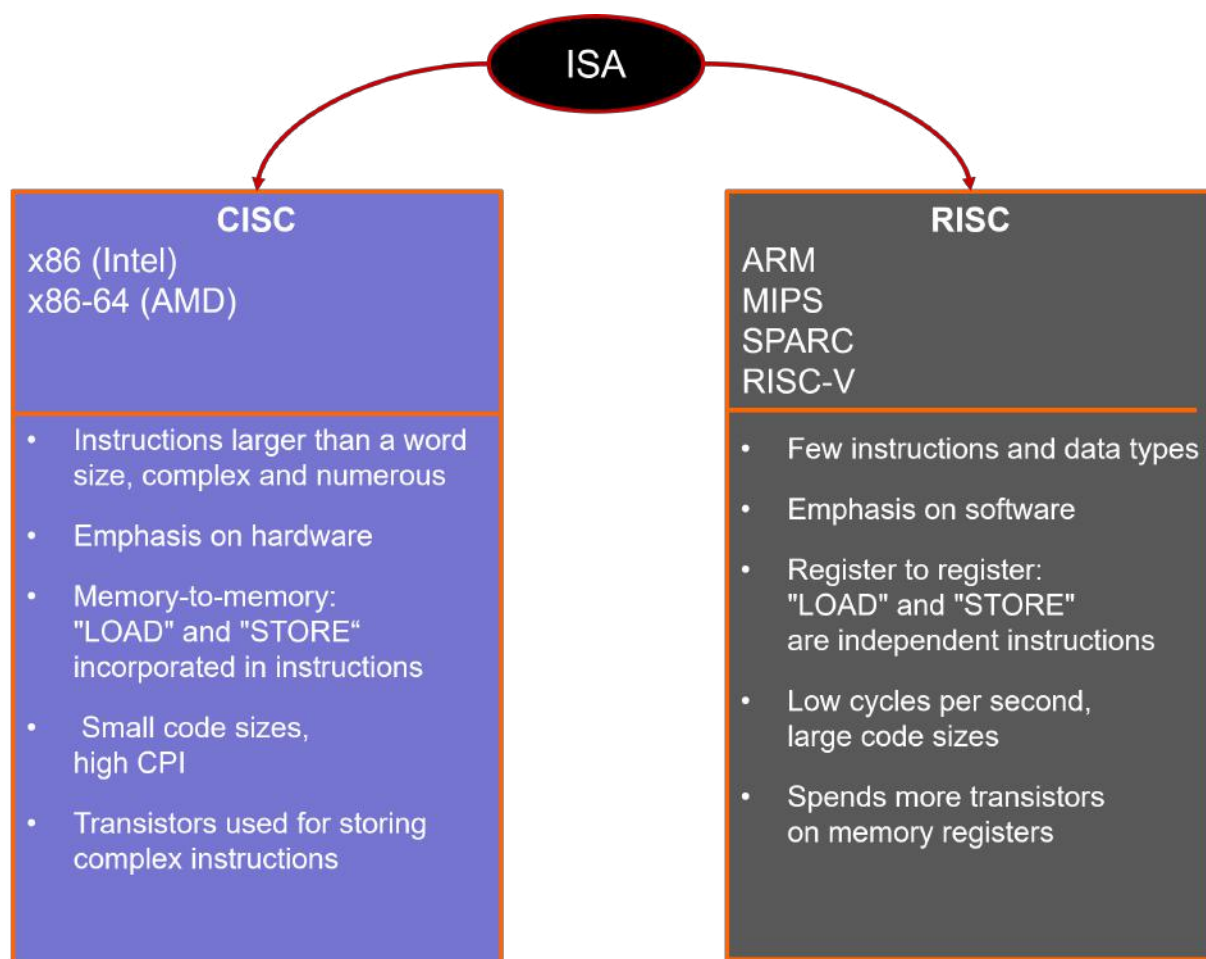 ISA
CISC
x86 (Intel)
x86-64 (AMD)
• Instructions larger than a word
size, complex and numerous
• Emphasis on hardware
• Memory-to-memory:
"LOAD" and "STORE“
incorporated in instructions
• Small code sizes,
high CPI
• Transistors used for storing
complex instructions
RISC
ARM
MIPS
SPARC
RISC-V
• Few instructions and data types
• Emphasis on software
• Register to register:
"LOAD" and "STORE"
are independent instructions
• Low cycles per second,
large code sizes
• Spends more transistors
on memory registers